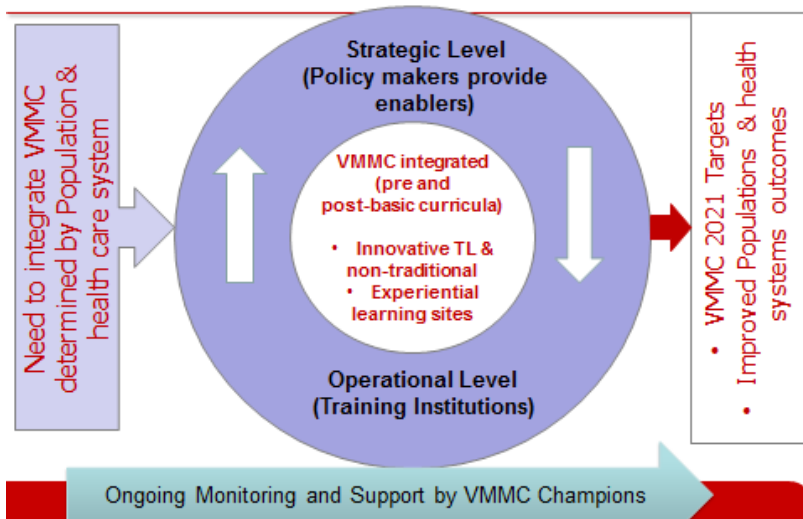 Need to integrate VMMC
determined by Population &
health care system
Strategic Level
(Policy makers provide
enablers)
VMMC integrated
(pre and
post-basic curricula)
• Innovative TL &
non-traditional
• Experiential
learning sites
Operational Level
(Training Institutions)
• VMMC 2021 Targets
• Improved Populations & health
systems outcomes
Ongoing Monitoring and Support by VMMC Champions